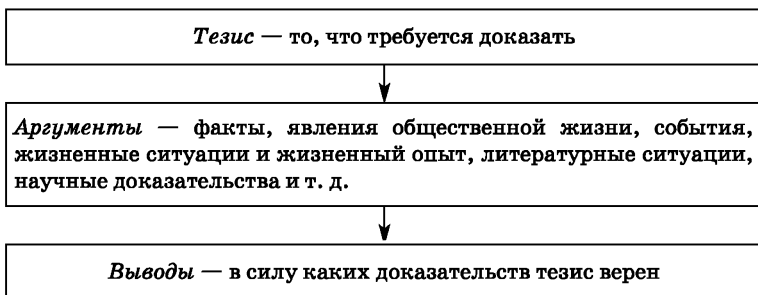 Тезис — то, что требуется доказать
Аргументы — факты, явления общественной жизни, события,
жизненные ситуации и жизненный опыт, литературные ситуации,
научные доказательства и т. д.
Выводы — в силу каких доказательств тезис верен